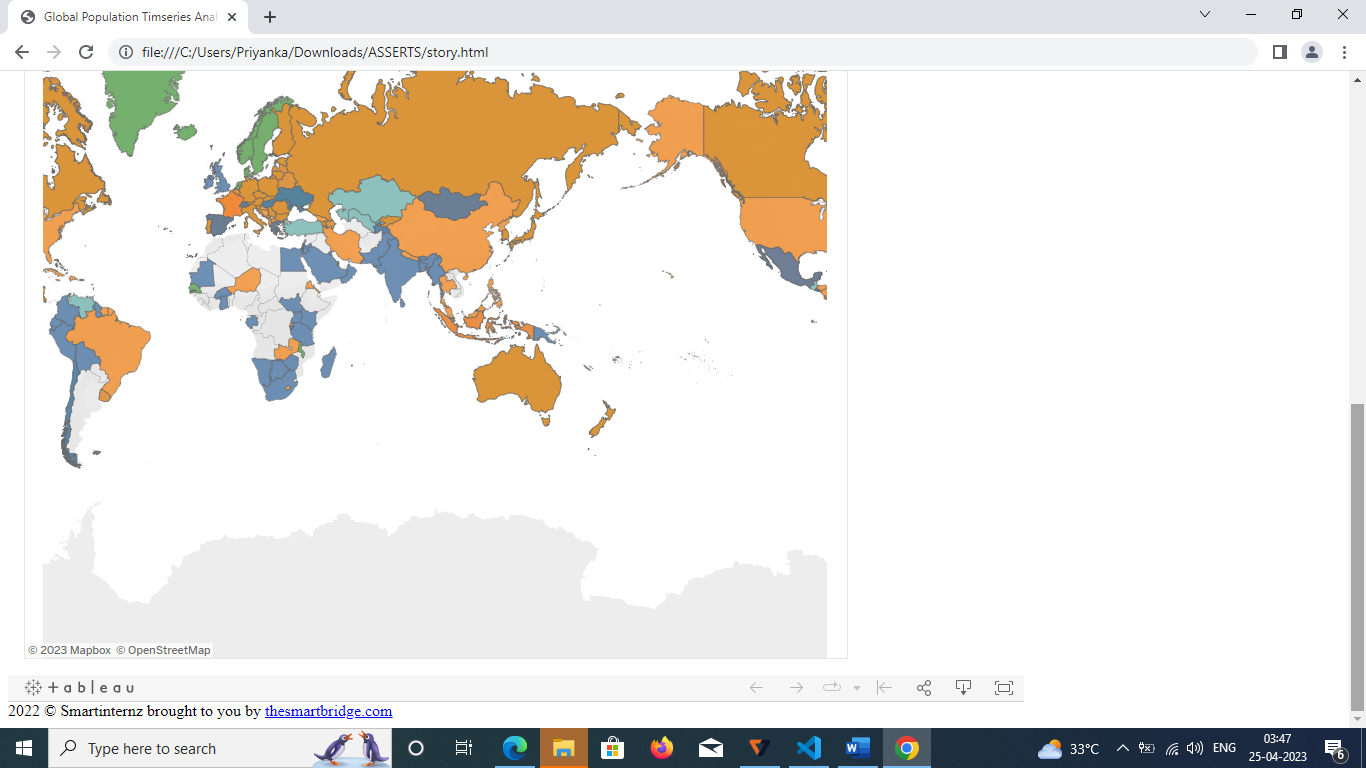 Global Population Timseries Anal
file:///C:/Users/Priyanka/Downloads/ASSERTS/story.html
© 2023 Mapbox © OpenStreetMap
+ a b l e a u
2022 © Smartinternz brought to you by thesmartbridge.com
Type here to search
33°C
ENG
03:47
25-04-2023
6